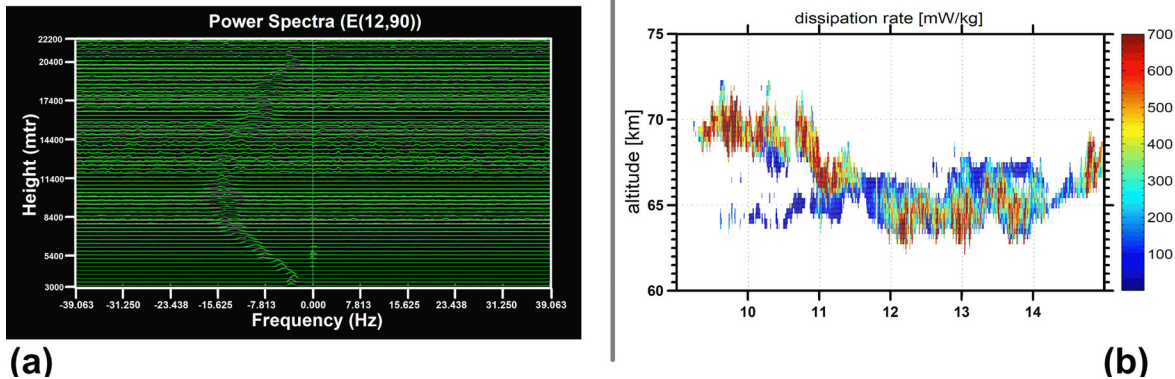 Power Spectra (E(12,90))
22200
20400
17400
14400
11400
8400
5400
3000
Height (mtr)
-39.063 -31.250 -23.438 -15.625 -7.813 0.000 7.813 15.625 23.438 31.250 39.063
Frequency (Hz)
(a)
dissipation rate [mW/kg]
75
70
65
60
altitude [km]
10 11 12 13 14
700
600
500
400
300
200
100
(b)